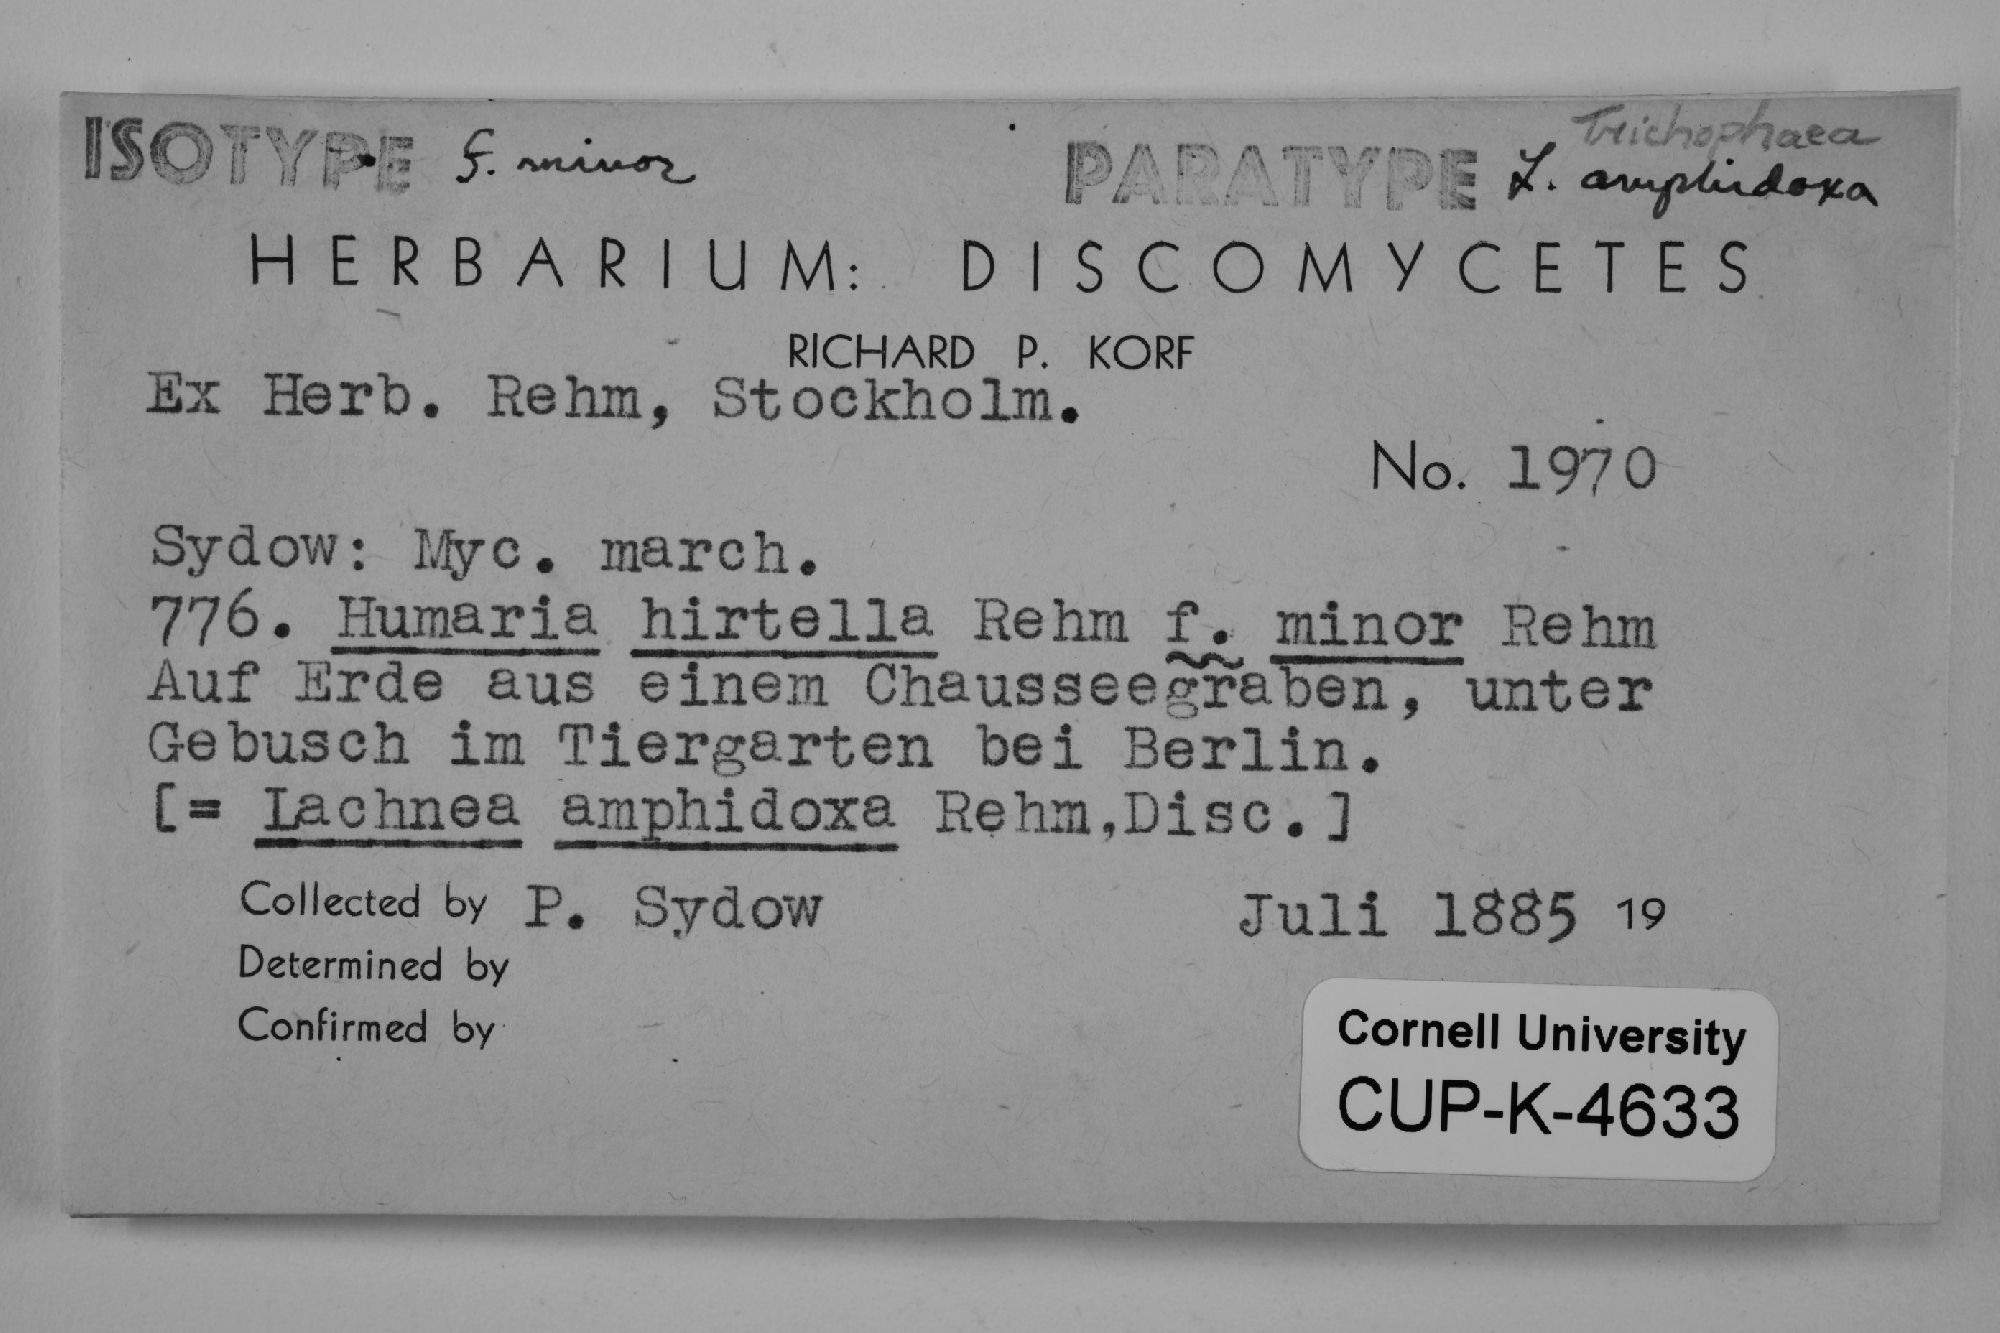 ISOTYPE f. minor PARATYPE Trichophaea
L. amphidoxa
HERBARIUM: DISCOMYCETES
RICHARD P. KORF
Ex Herb. Rehm, Stockholm.
No. 1970
Sydow: Myc. march.
776. Humaria hirtella Rehm f. minor Rehm
Auf Erde aus einem Chausseegraben, unter
Gebusch im Tiergarten bei Berlin.
[= Lachnea amphidoxa Rehm,Disc.]
Collected by P. Sydow Juli 1885 19
Determined by
Confirmed by
Cornell University
CUP-K-4633